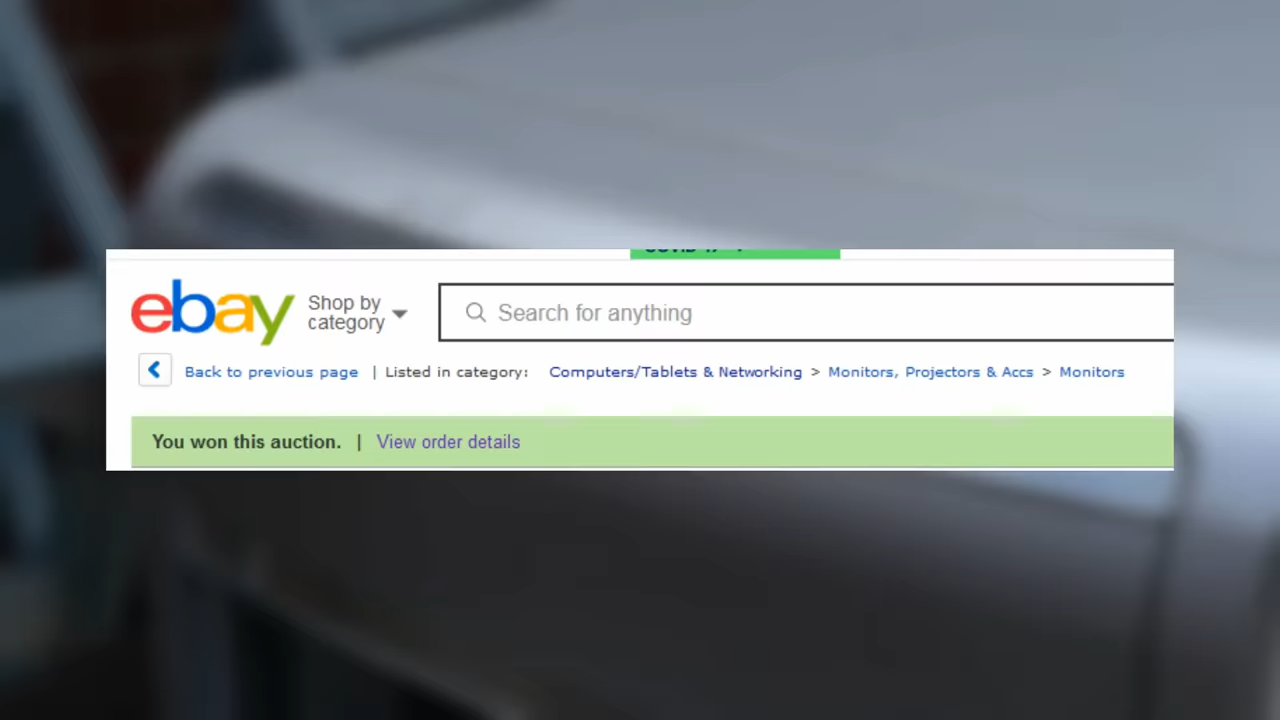 ebay
Shop by
category
Search for anything
Back to previous page | Listed in category: Computers/Tablets & Networking > Monitors, Projectors & Accs > Monitors
You won this auction. | View order details